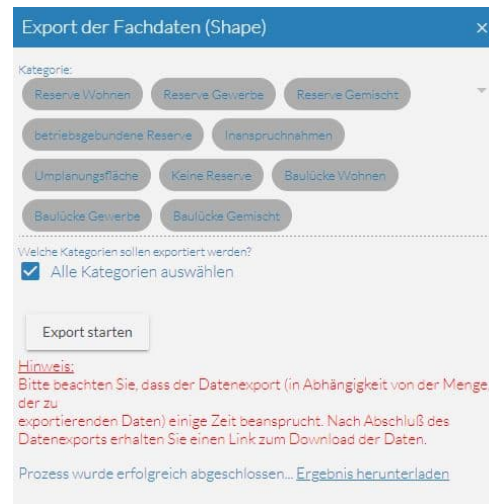 Export der Fachdaten (Shape) ×
Kategorie:
Reserve Wohnen Reserve Gewerbe Reserve Gemischt
betriebsgebundene Reserve Inanspruchnahmen
Umplanungsfläche Keine Reserve Baulücke Wohnen
Baulücke Gewerbe Baulücke Gemischt
Welche Kategorien sollen exportiert werden?
Alle Kategorien auswählen
Export starten
Hinweis:
Bitte beachten Sie, dass der Datenexport (in Abhängigkeit von der Menge,
der zu
exportierenden Daten) einige Zeit beansprucht. Nach Abschluß des
Datenexports erhalten Sie einen Link zum Download der Daten.
Prozess wurde erfolgreich abgeschlossen... Ergebnis herunterladen